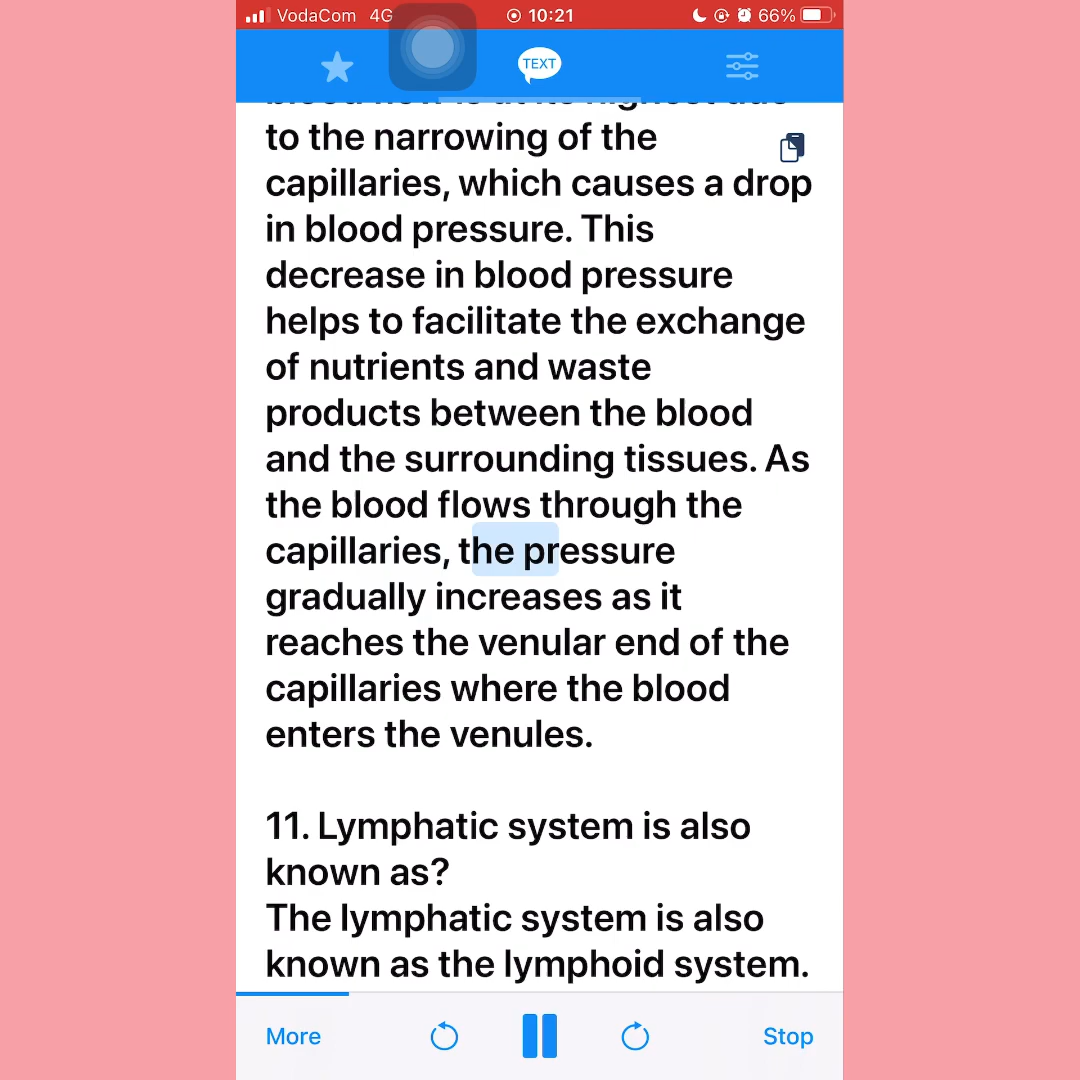 VodaCom 4G 10:21 66%
TEXT
to the narrowing of the
capillaries, which causes a drop
in blood pressure. This
decrease in blood pressure
helps to facilitate the exchange
of nutrients and waste
products between the blood
and the surrounding tissues. As
the blood flows through the
capillaries, the pressure
gradually increases as it
reaches the venular end of the
capillaries where the blood
enters the venules.
11. Lymphatic system is also
known as?
The lymphatic system is also
known as the lymphoid system.
More Stop